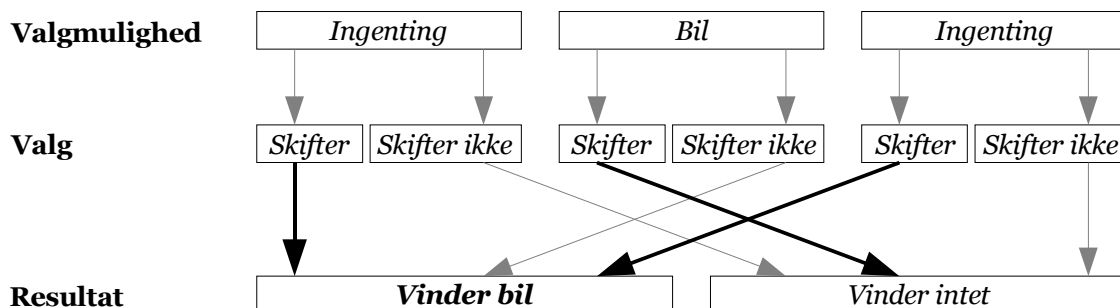 Valgmulighed Ingenting Bil Ingenting
Valg Skifter Skifter ikke Skifter Skifter ikke Skifter Skifter ikke
Resultat Vinder bil Vinder intet